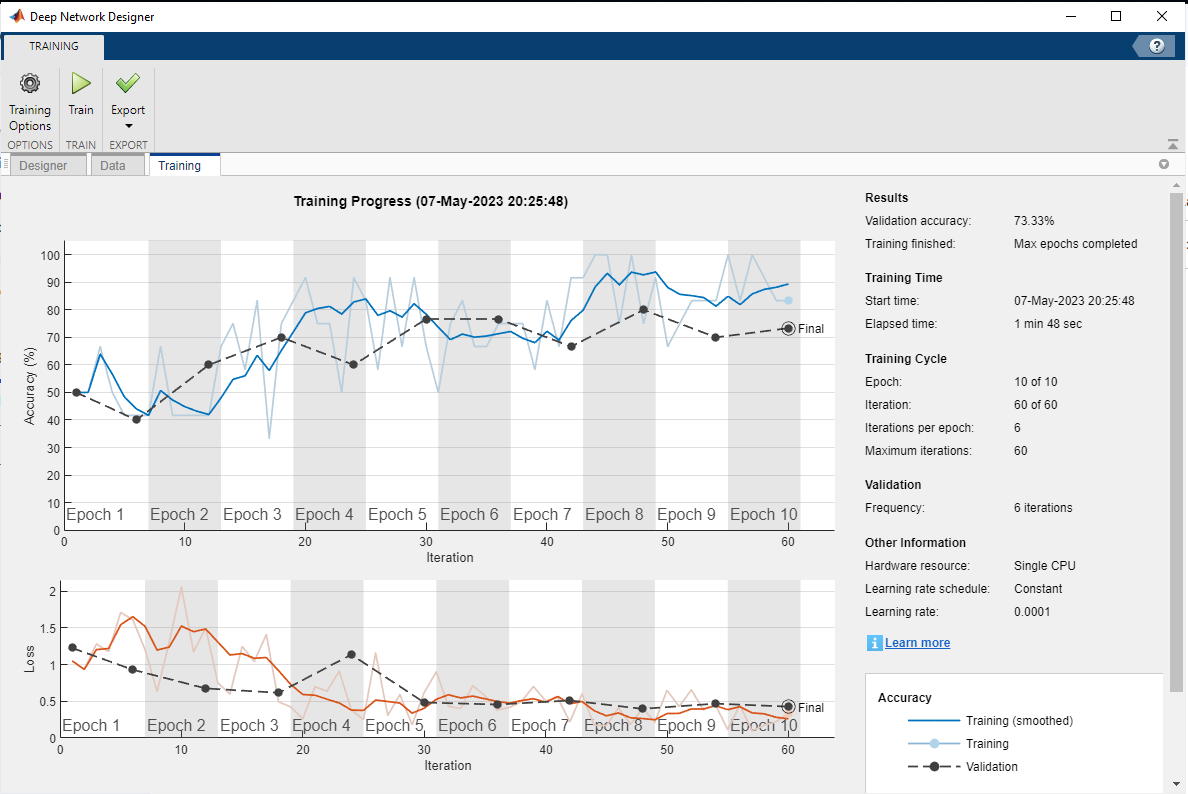 Deep Network Designer
TRAINING
?
Training Options
Train
Export
OPTIONS
TRAIN
EXPORT
Designer
Data
Training
Training Progress (07-May-2023 20:25:48)
100
90
80
70
60
50
40
30
20
10
0
Accuracy (%)
Final
Epoch 1
Epoch 2
Epoch 3
Epoch 4
Epoch 5
Epoch 6
Epoch 7
Epoch 8
Epoch 9
Epoch 10
0
10
20
30
40
50
60
Iteration
2
1.5
1
0.5
0
Loss
Final
Epoch 1
Epoch 2
Epoch 3
Epoch 4
Epoch 5
Epoch 6
Epoch 7
Epoch 8
Epoch 9
Epoch 10
0
10
20
30
40
50
60
Iteration
Results
Validation accuracy: 73.33%
Training finished: Max epochs completed
Training Time
Start time: 07-May-2023 20:25:48
Elapsed time: 1 min 48 sec
Training Cycle
Epoch: 10 of 10
Iteration: 60 of 60
Iterations per epoch: 6
Maximum iterations: 60
Validation
Frequency: 6 iterations
Other Information
Hardware resource: Single CPU
Learning rate schedule: Constant
Learning rate: 0.0001
i Learn more
Accuracy
Training (smoothed)
Training
Validation